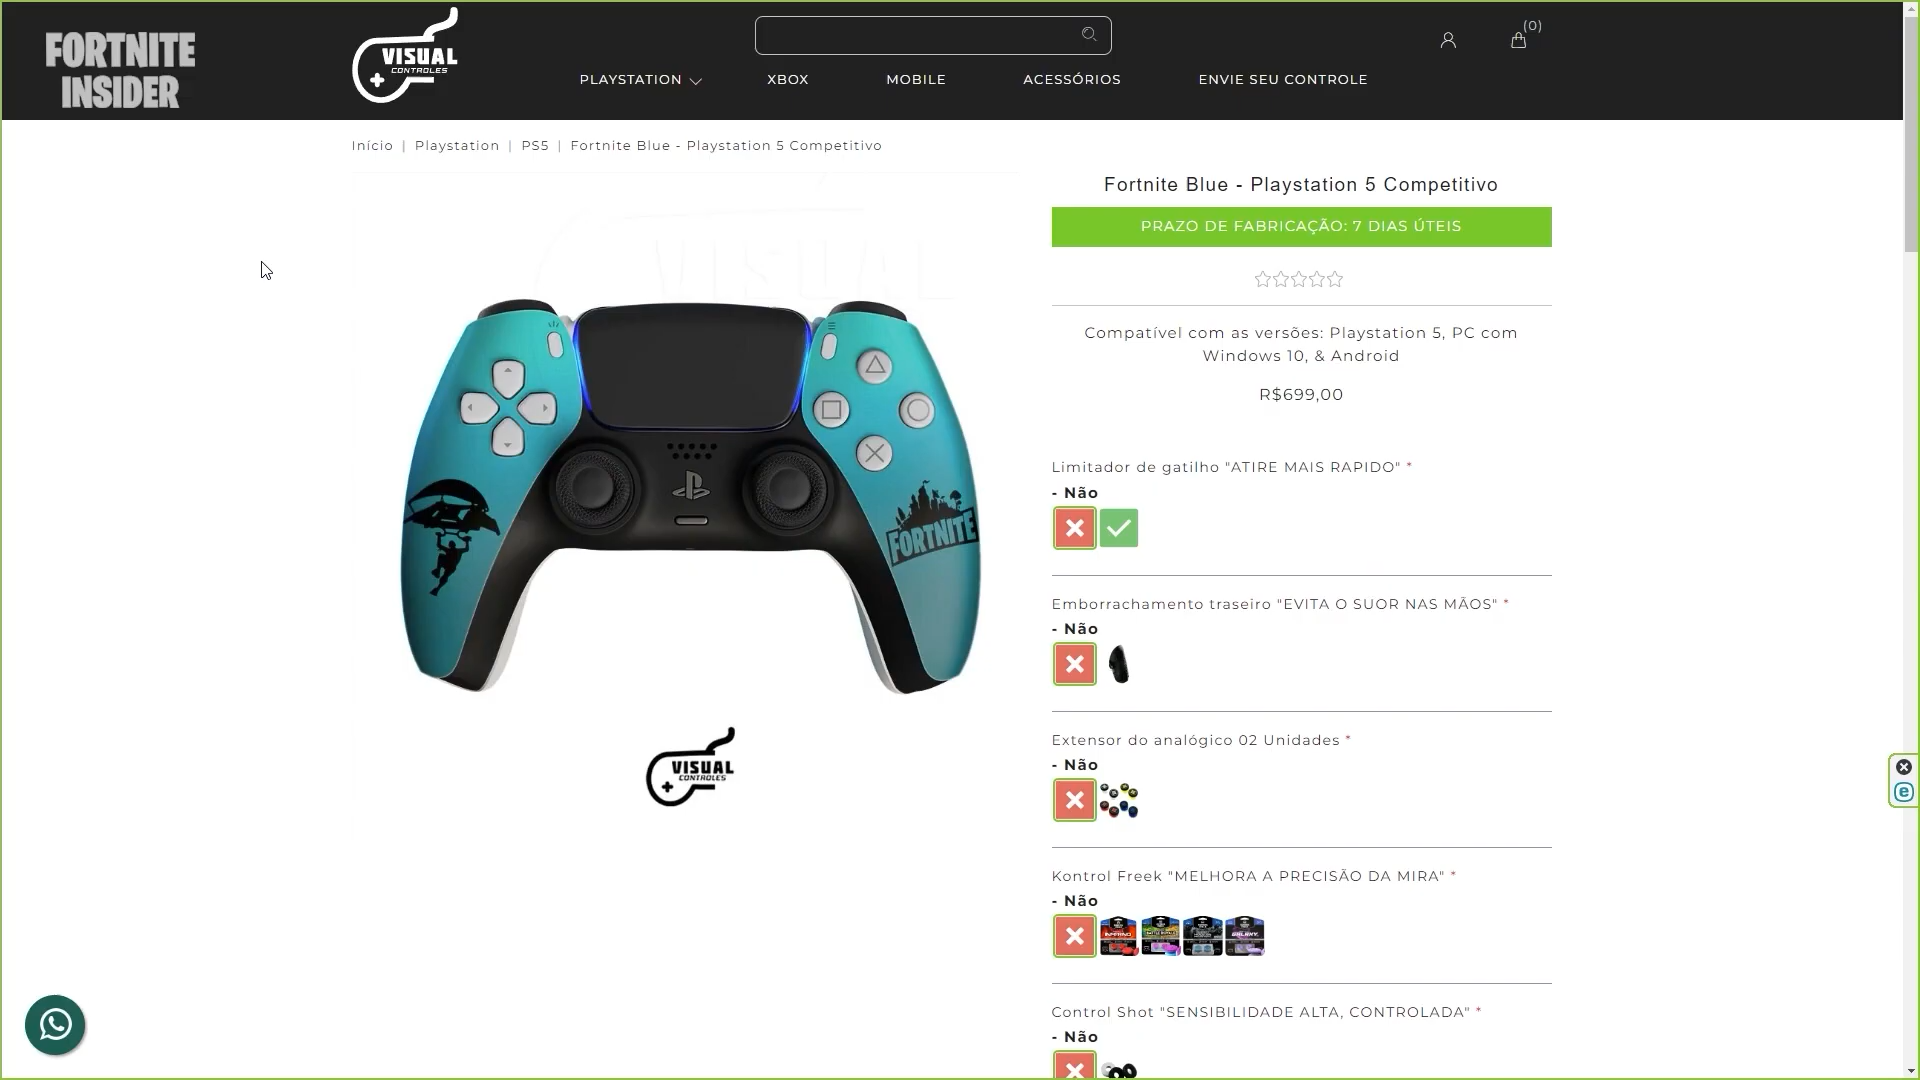 FORTNITE
INSIDER
VISUAL
CONTROLES
(0)
PLAYSTATION
XBOX
MOBILE
ACESSÓRIOS
ENVIE SEU CONTROLE
Início | Playstation | PS5 | Fortnite Blue - Playstation 5 Competitivo
VISUAL
FORTNITE
VISUAL
CONTROLES
Fortnite Blue - Playstation 5 Competitivo
PRAZO DE FABRICAÇÃO: 7 DIAS ÚTEIS
Compatível com as versões: Playstation 5, PC com
Windows 10, & Android
R$699,00
Limitador de gatilho "ATIRE MAIS RAPIDO" *
- Não
Emborrachamento traseiro "EVITA O SUOR NAS MÃOS" *
- Não
Extensor do analógico 02 Unidades *
- Não
Kontrol Freek "MELHORA A PRECISÃO DA MIRA" *
- Não
Control Shot "SENSIBILIDADE ALTA, CONTROLADA" *
- Não